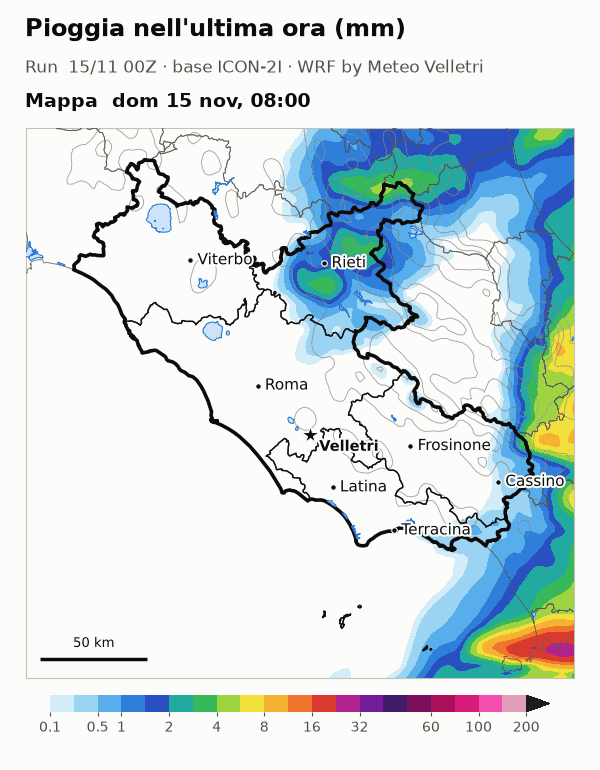 Pioggia nell'ultima ora (mm)
Run  15/11 00Z · base ICON-2I · WRF by Meteo Velletri
Mappa  dom 15 nov, 08:00
Viterbo
Rieti
Roma
Velletri
Frosinone
Cassino
Latina
Terracina
50 km
0.1 0.5 1 2 4 8 16 32 60 100 200